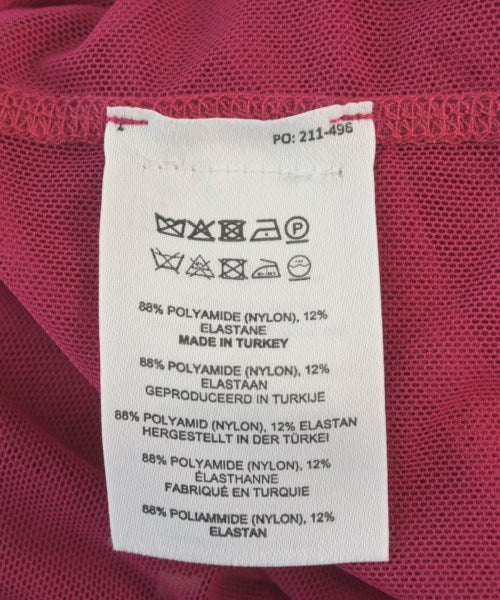 PO: 211-496
P
88% POLYAMIDE (NYLON), 12%
ELASTANE
MADE IN TURKEY
88% POLYAMIDE (NYLON), 12%
ELASTAAN
GEPRODUCEERD IN TURKIJE
88% POLYAMID (NYLON), 12% ELASTAN
HERGESTELLT IN DER TÜRKEI
88% POLYAMIDE (NYLON), 12%
ÉLASTHANNE
FABRIQUÉ EN TURQUIE
88% POLIAMMIDE (NYLON), 12%
ELASTAN